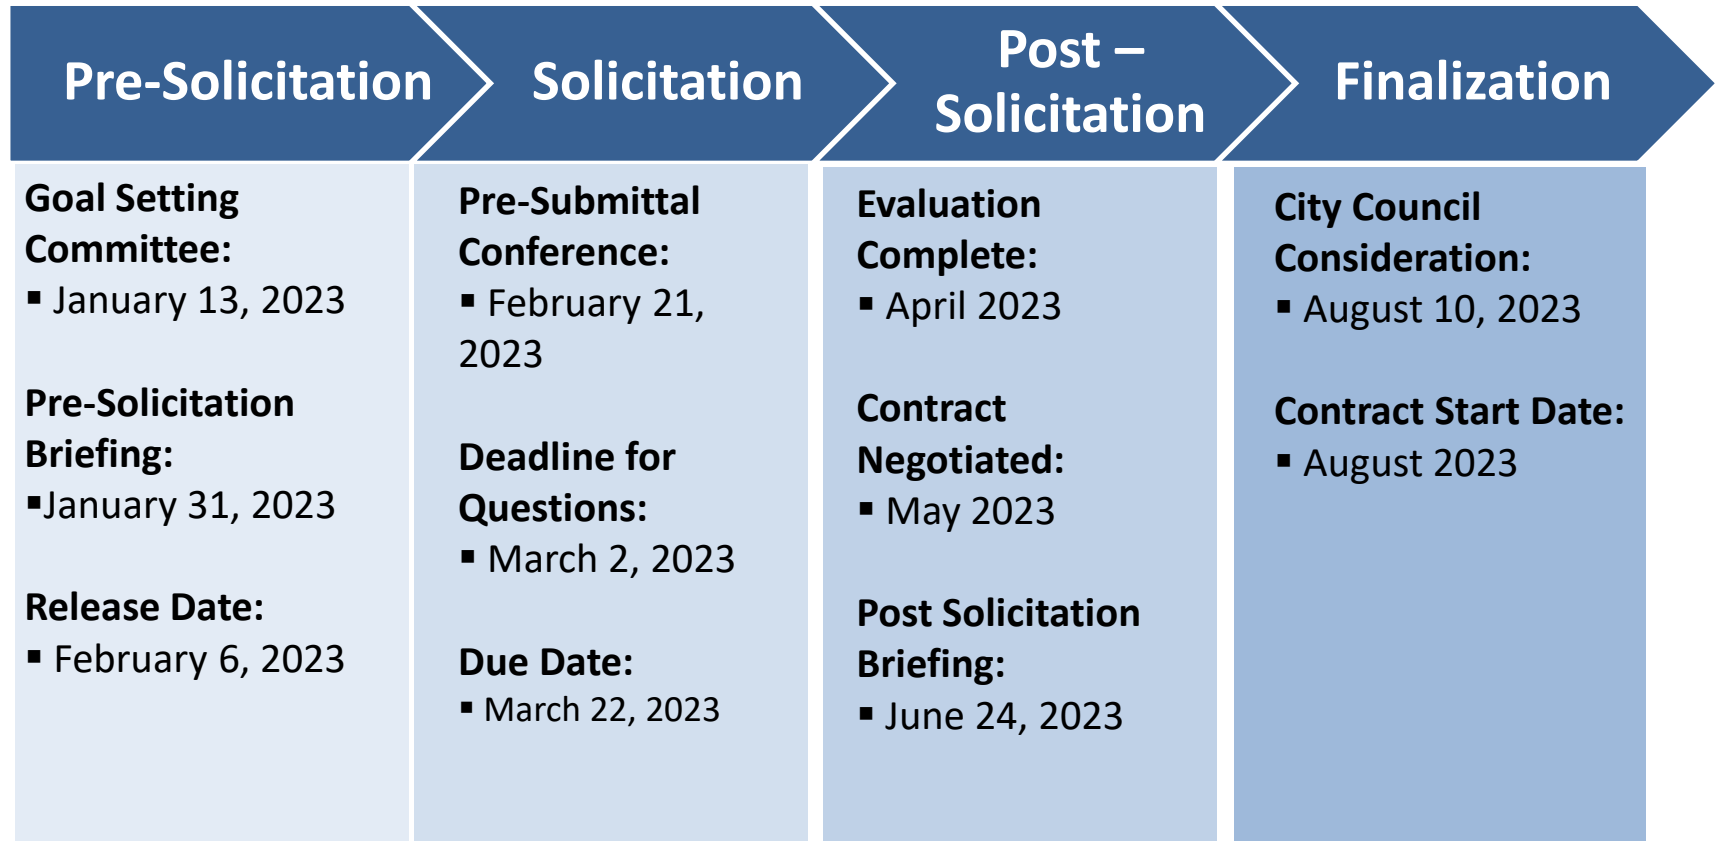 Pre-Solicitation
Solicitation
Post –
Solicitation
Finalization
Goal Setting
Committee:
▪ January 13, 2023
Pre-Solicitation
Briefing:
▪January 31, 2023
Release Date:
▪ February 6, 2023
Pre-Submittal
Conference:
▪ February 21,
2023
Deadline for
Questions:
▪ March 2, 2023
Due Date:
▪ March 22, 2023
Evaluation
Complete:
▪ April 2023
Contract
Negotiated:
▪ May 2023
Post Solicitation
Briefing:
▪ June 24, 2023
City Council
Consideration:
▪ August 10, 2023
Contract Start Date:
▪ August 2023